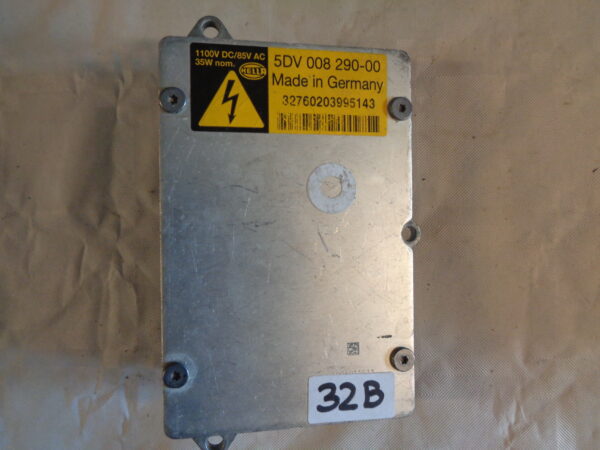 1100V DC/85V AC
35W nom.
HELLA
5DV 008 290-00
Made in Germany
32760203995143
32B